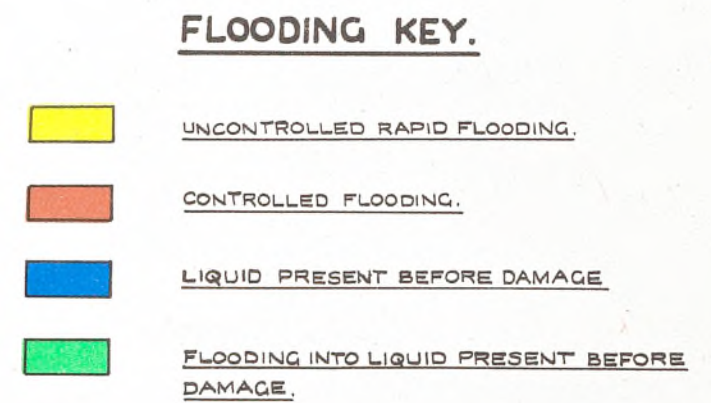 FLOODING KEY.
UNCONTROLLED RAPID FLOODING.
CONTROLLED FLOODING.
LIQUID PRESENT BEFORE DAMAGE
FLOODING INTO LIQUID PRESENT BEFORE
DAMAGE.